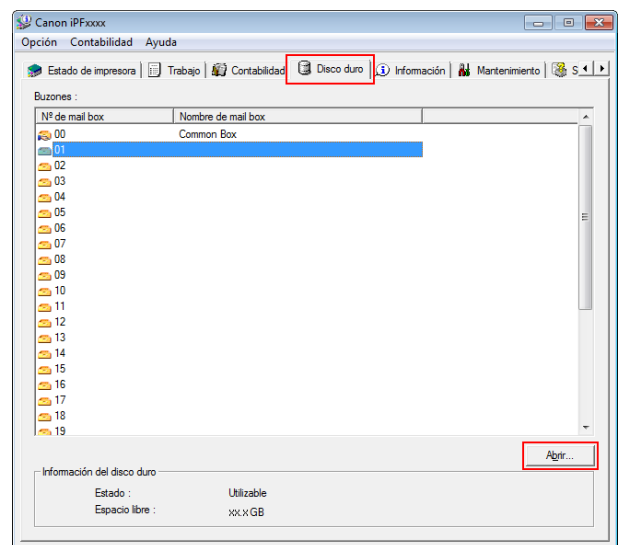 Canon iPFxxxx
Opción Contabilidad Ayuda
Estado de impresora Trabajo Contabilidad Disco duro Información Mantenimiento S
Buzones :
Nº de mail box Nombre de mail box
00 Common Box
01
02
03
04
05
06
07
08
09
10
11
12
13
14
15
16
17
18
19
Abrir...
Información del disco duro
Estado : Utilizable
Espacio libre : xx.x GB